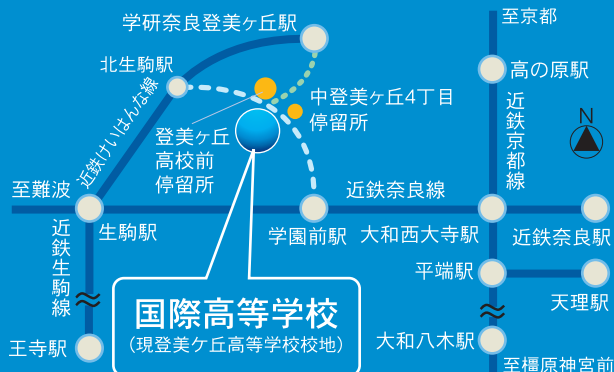 至京都
学研奈良登美ヶ丘駅
北生駒駅
高の原駅
N
中登美ヶ丘4丁目
停留所
近鉄けいはんな線
近鉄京都線
登美ヶ丘
高校前
停留所
至難波
近鉄奈良線
生駒駅
学園前駅
大和西大寺駅
近鉄奈良駅
近鉄生駒線
平端駅
天理駅
国際高等学校
(現登美ケ丘高等学校校地)
王寺駅
大和八木駅
至橿原神宮前